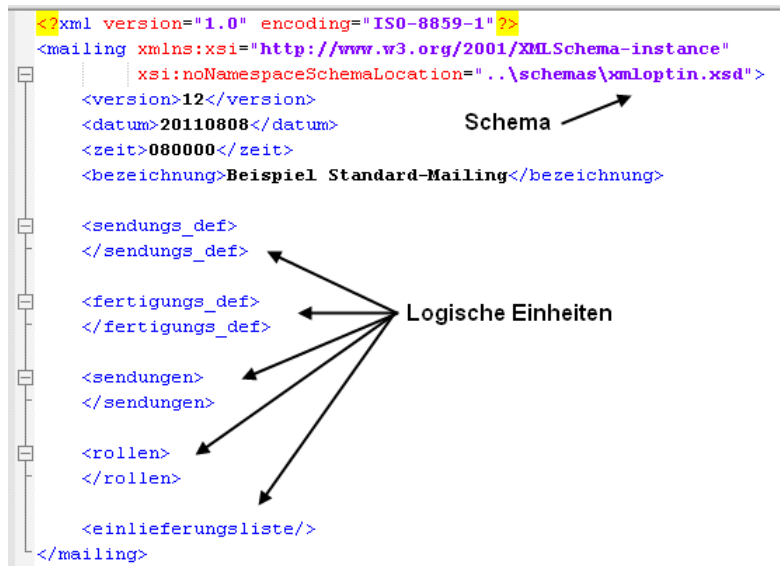 <?xml version="1.0" encoding="ISO-8859-1"?>
<mailing xmlns:xsi="http://www.w3.org/2001/XMLSchema-instance"
xsi:noNamespaceSchemaLocation="..\schemas\xmloptin.xsd">
<version>12</version>
<datum>20110808</datum>
Schema
<zeit>080000</zeit>
<bezeichnung>Beispiel Standard-Mailing</bezeichnung>
<sendungs_def>
</sendungs_def>
<fertigungs_def>
Logische Einheiten
</fertigungs_def>
<sendungen>
</sendungen>
<rollen>
</rollen>
<einlieferungsliste/>
</mailing>